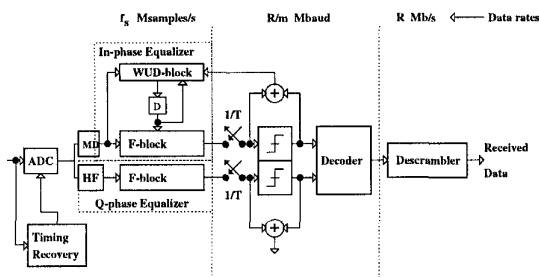 f_s Msamples/s
R/m Mbaud
R Mb/s
Data rates
In-phase Equalizer
WUD-block
D
1/T
MD
F-block
ADC
HF
F-block
1/T
Decoder
Descrambler
Received
Data
Q-phase Equalizer
Timing
Recovery